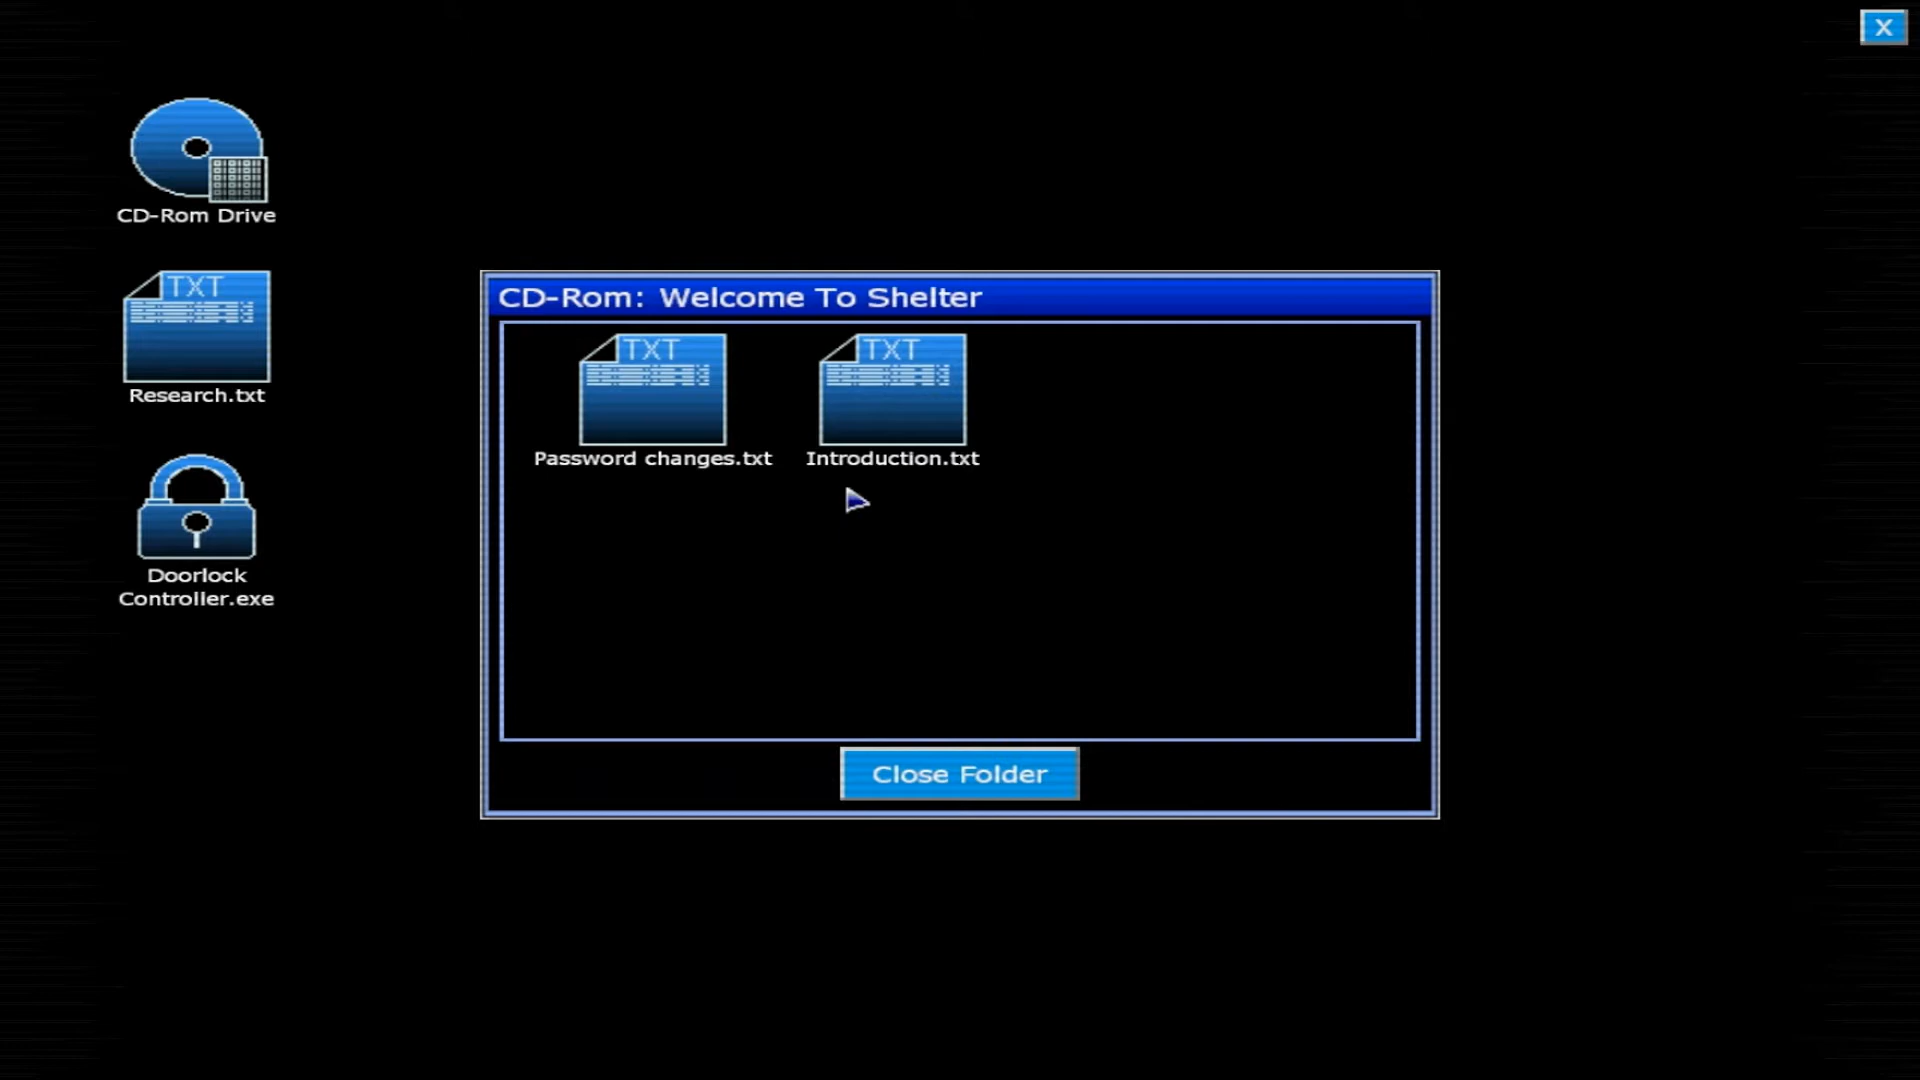 X
CD-Rom Drive
TXT
Research.txt
Doorlock
Controller.exe
CD-Rom: Welcome To Shelter
TXT
Password changes.txt
TXT
Introduction.txt
Close Folder